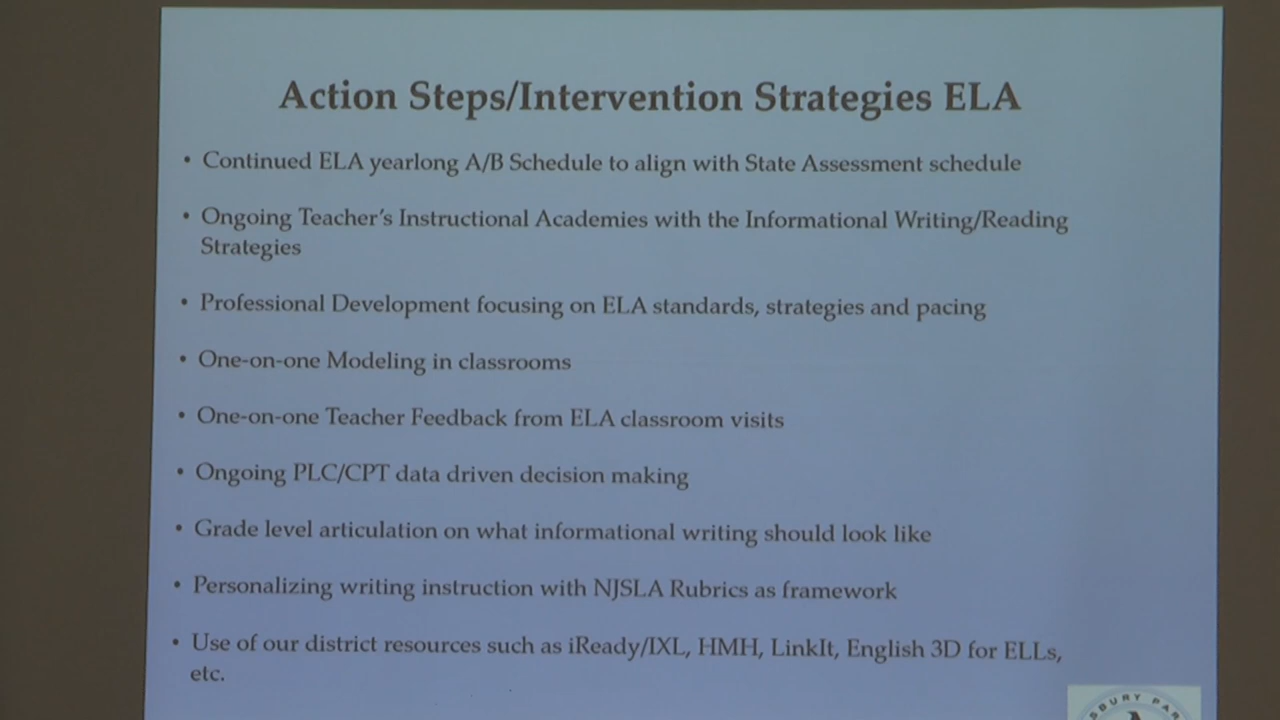 Action Steps/Intervention Strategies ELA
• Continued ELA yearlong A/B Schedule to align with State Assessment schedule
• Ongoing Teacher's Instructional Academies with the Informational Writing/Reading
Strategies
• Professional Development focusing on ELA standards, strategies and pacing
• One-on-one Modeling in classrooms
• One-on-one Teacher Feedback from ELA classroom visits
• Ongoing PLC/CPT data driven decision making
• Grade level articulation on what informational writing should look like
• Personalizing writing instruction with NJSLA Rubrics as framework
• Use of our district resources such as iReady/IXL, HMH, LinkIt, English 3D for ELLs,
etc.